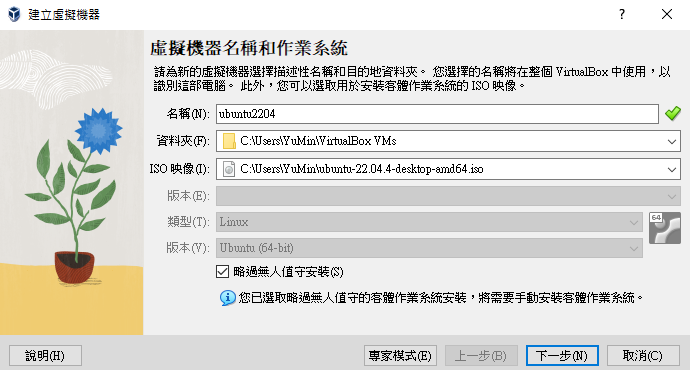 建立虛擬機器
?
虛擬機器名稱和作業系統
請為新的虛擬機器選擇描述性名稱和目的地資料夾。 您選擇的名稱將在整個 VirtualBox 中使用，以
識別這部電腦。 此外，您可以選取用於安裝客體作業系統的 ISO 映像。
名稱(N): ubuntu2204
資料夾(F): C:\Users\YuMin\VirtualBox VMs
ISO 映像(I): C:\Users\YuMin\ubuntu-22.04.4-desktop-amd64.iso
版本(E):
類型(T): Linux
64
版本(V): Ubuntu (64-bit)
略過無人值守安裝(S)
您已選取略過無人值守的客體作業系統安裝，將需要手動安裝客體作業系統。
說明(H) 專家模式(E) 上一步(B) 下一步(N) 取消(C)